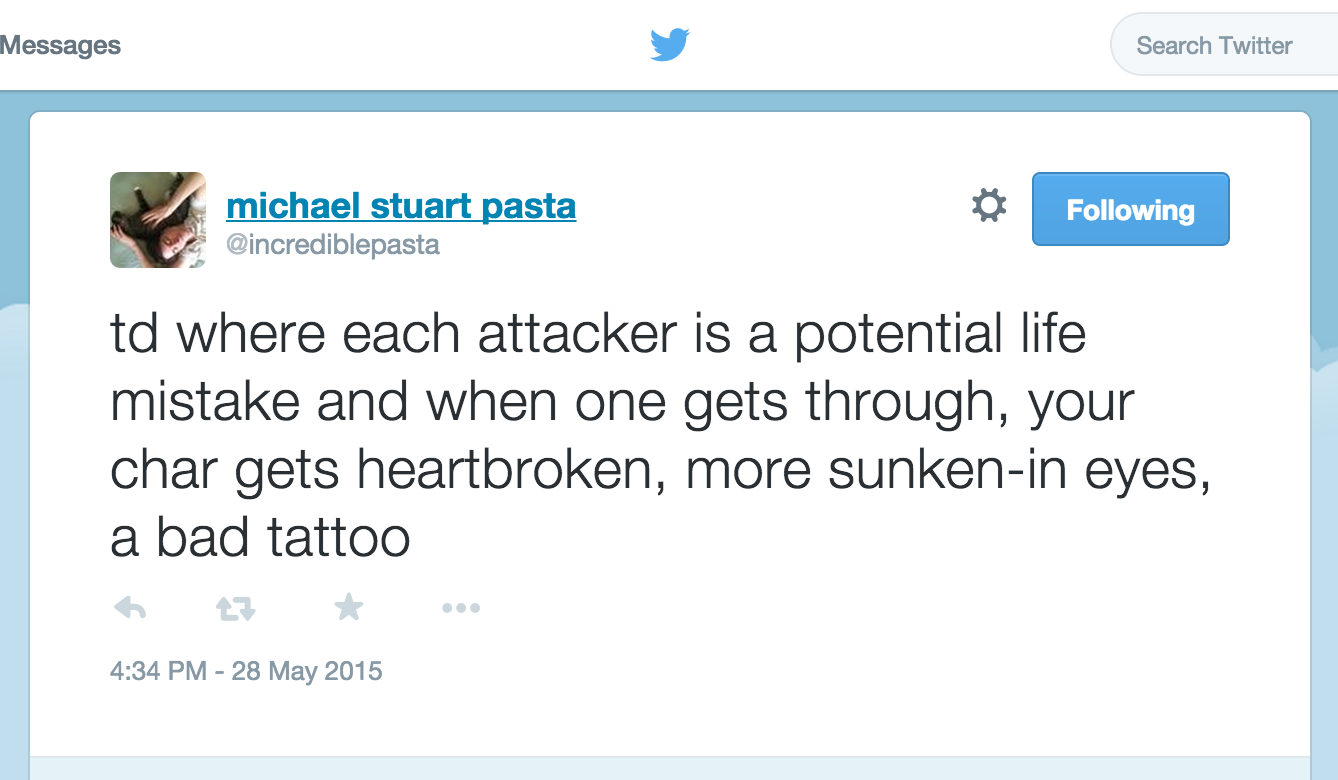 Messages
Search Twitter
michael stuart pasta
@incrediblepasta
Following
td where each attacker is a potential life
mistake and when one gets through, your
char gets heartbroken, more sunken-in eyes,
a bad tattoo
4:34 PM - 28 May 2015